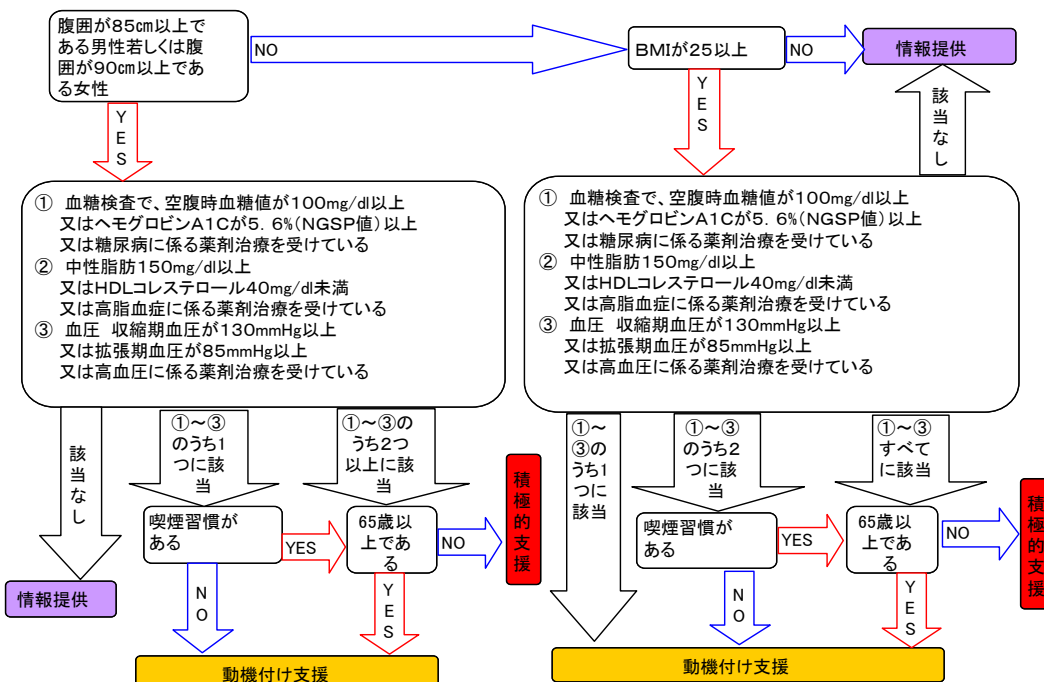 腹囲が85㎝以上で
ある男性若しくは腹
囲が90㎝以上であ
る女性
NO
BMIが25以上
NO
情報提供
YES
YES
該当なし
① 血糖検査で、空腹時血糖値が100mg/dl以上
又はヘモグロビンA1Cが5.6%(NGSP値)以上
又は糖尿病に係る薬剤治療を受けている
② 中性脂肪150mg/dl以上
又はHDLコレステロール40mg/dl未満
又は高脂血症に係る薬剤治療を受けている
③ 血圧 収縮期血圧が130mmHg以上
又は拡張期血圧が85mmHg以上
又は高血圧に係る薬剤治療を受けている
① 血糖検査で、空腹時血糖値が100mg/dl以上
又はヘモグロビンA1Cが5.6%(NGSP値)以上
又は糖尿病に係る薬剤治療を受けている
② 中性脂肪150mg/dl以上
又はHDLコレステロール40mg/dl未満
又は高脂血症に係る薬剤治療を受けている
③ 血圧 収縮期血圧が130mmHg以上
又は拡張期血圧が85mmHg以上
又は高血圧に係る薬剤治療を受けている
該当なし
①~③
のうち1
つに該
当
①~③の
うち2つ
以上に該
当
①~
③の
うち1
つに
該当
①~③
のうち2
つに該
当
①~③
すべて
に該当
喫煙習慣が
ある
YES
65歳以
上であ
る
NO
積極的支援
喫煙習慣が
ある
YES
65歳以
上であ
る
NO
積極的支援
情報提供
NO
YES
NO
YES
動機付け支援
動機付け支援